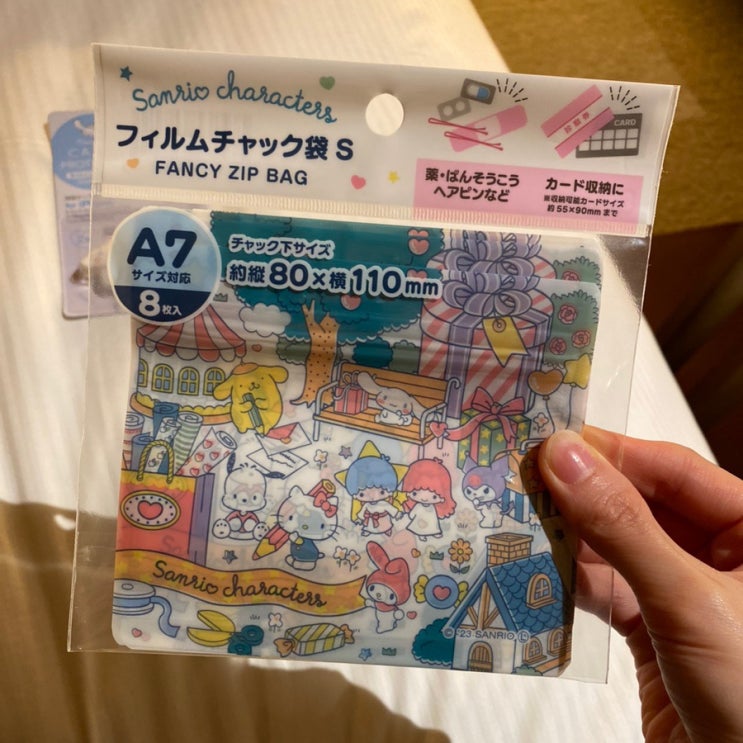 Sanrio characters
フィルムチャック袋 S
FANCY ZIP BAG
CARD
診察券
薬・ばんそうこう
ヘアピンなど
カード収納に
※収納可能カードサイズ
約55×90mmまで
A7
サイズ対応
8枚入
チャック下サイズ
約縦80×横110mm
Sanrio characters
© '23 SANRIO Ⓛ